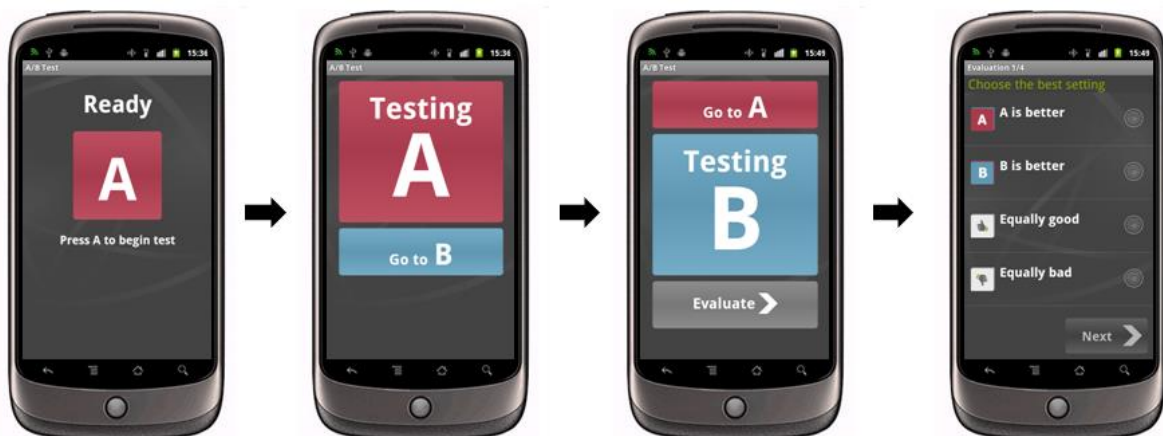 15:36
A/B Test
Ready
A
Press A to begin test
15:36
A/B Test
Testing
A
Go to B
15:49
A/B Test
Go to A
Testing
B
Evaluate
15:49
Evaluation 1/4
Choose the best setting
A A is better
B B is better
Equally good
Equally bad
Next